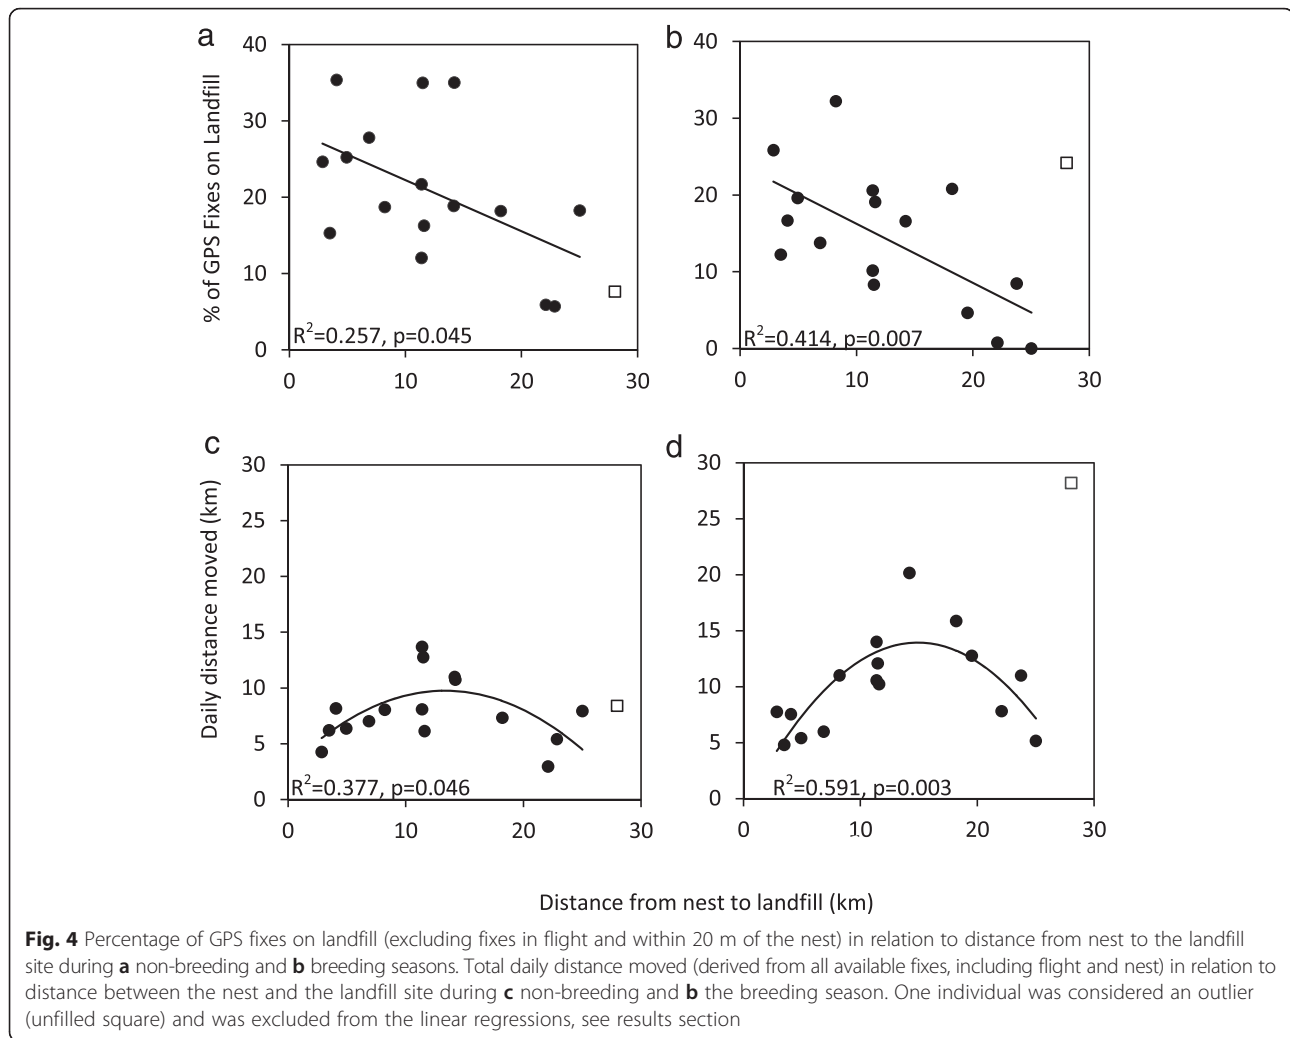 a
b
40
30
20
10
0
0
10
20
30
% of GPS Fixes on Landfill
R²=0.257, p=0.045
40
30
20
10
0
0
10
20
30
R²=0.414, p=0.007
c
d
30
25
20
15
10
5
0
0
10
20
30
Daily distance moved (km)
R²=0.377, p=0.046
30
25
20
15
10
5
0
0
10
20
30
R²=0.591, p=0.003
Distance from nest to landfill (km)
Fig. 4 Percentage of GPS fixes on landfill (excluding fixes in flight and within 20 m of the nest) in relation to distance from nest to the landfill
site during a non-breeding and b breeding seasons. Total daily distance moved (derived from all available fixes, including flight and nest) in relation to
distance between the nest and the landfill site during c non-breeding and b the breeding season. One individual was considered an outlier
(unfilled square) and was excluded from the linear regressions, see results section